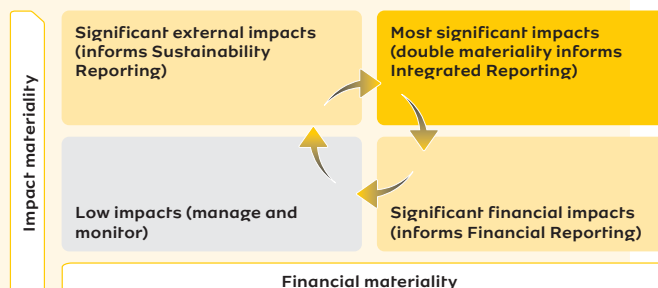 Impact materiality
Significant external impacts
(informs Sustainability
Reporting)
Most significant impacts
(double materiality informs
Integrated Reporting)
Low impacts (manage and
monitor)
Significant financial impacts
(informs Financial Reporting)
Financial materiality